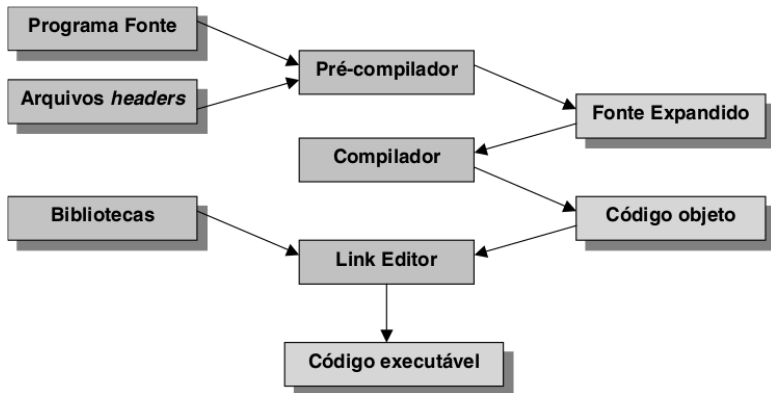 Programa Fonte
Pré-compilador
Arquivos headers
Fonte Expandido
Compilador
Bibliotecas
Código objeto
Link Editor
Código executável